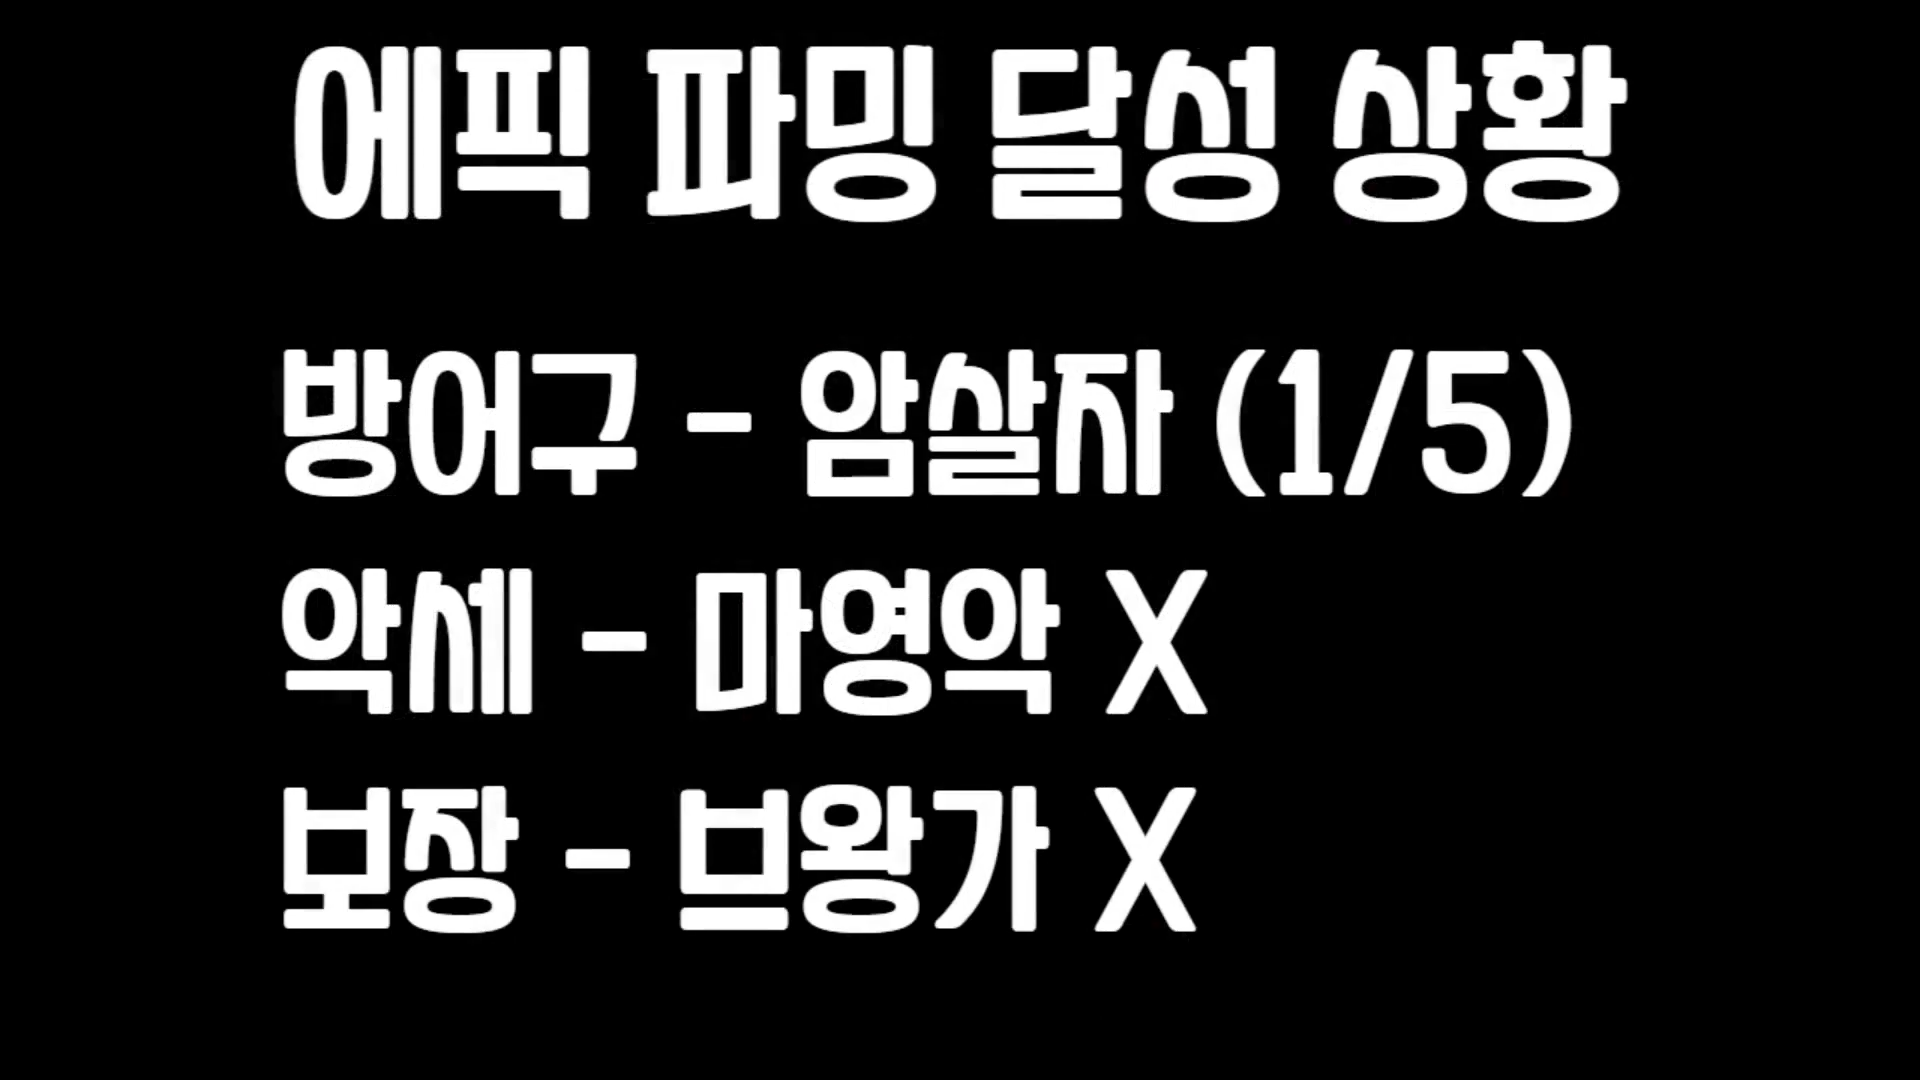 에픽 파밍 달성 상황
방어구 - 암살자 (1/5)
악세 - 마영악 X
보장 - 브왕가 X